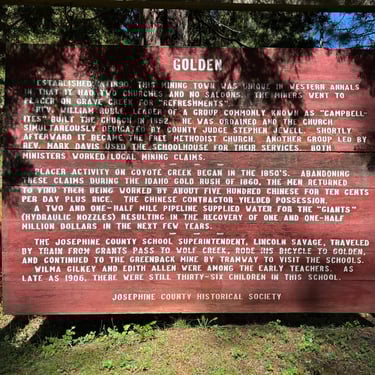 GOLDEN
ESTABLISHED IN 1890, THIS MINING TOWN WAS UNIQUE IN WESTERN ANNALS
IN THAT IT HAD TWO CHURCHES AND NO SALOONS. THE MINERS WENT TO
PLACER ON GRAVE CREEK FOR "REFRESHMENTS".
REV. WILLIAM RUBLE, LEADER OF A GROUP COMMONLY KNOWN AS "CAMPBELL-
ITES" BUILT THE CHURCH IN 1892. HE WAS ORDAINED AND THE CHURCH
SIMULTANEOUSLY DEDICATED BY COUNTY JUDGE STEPHEN JEWELL. SHORTLY
AFTERWARD IT BECAME THE FREE METHODIST CHURCH. ANOTHER GROUP LED BY
REV. MARK DAVIS USED THE SCHOOLHOUSE FOR THEIR SERVICES. BOTH
MINISTERS WORKED LOCAL MINING CLAIMS.
PLACER ACTIVITY ON COYOTE CREEK BEGAN IN THE 1850'S. ABANDONING
THESE CLAIMS DURING THE IDAHO GOLD RUSH OF 1860, THE MEN RETURNED
TO FIND THEM BEING WORKED BY ABOUT FIVE HUNDRED CHINESE FOR TEN CENTS
PER DAY PLUS RICE. THE CHINESE CONTRACTOR YIELDED POSSESSION.
A TWO AND ONE-HALF MILE PIPELINE SUPPLIED WATER FOR THE "GIANTS"
(HYDRAULIC NOZZLES) RESULTING IN THE RECOVERY OF ONE AND ONE-HALF
MILLION DOLLARS IN THE NEXT FEW YEARS.
THE JOSEPHINE COUNTY SCHOOL SUPERINTENDENT, LINCOLN SAVAGE, TRAVELED
BY TRAIN FROM GRANTS PASS TO WOLF CREEK, RODE HIS BICYCLE TO GOLDEN,
AND CONTINUED TO THE GREENBACK MINE BY TRAMWAY TO VISIT THE SCHOOLS.
WILMA GILKEY AND EDITH ALLEN WERE AMONG THE EARLY TEACHERS. AS
LATE AS 1906, THERE WERE STILL THIRTY-SIX CHILDREN IN THIS SCHOOL.
JOSEPHINE COUNTY HISTORICAL SOCIETY